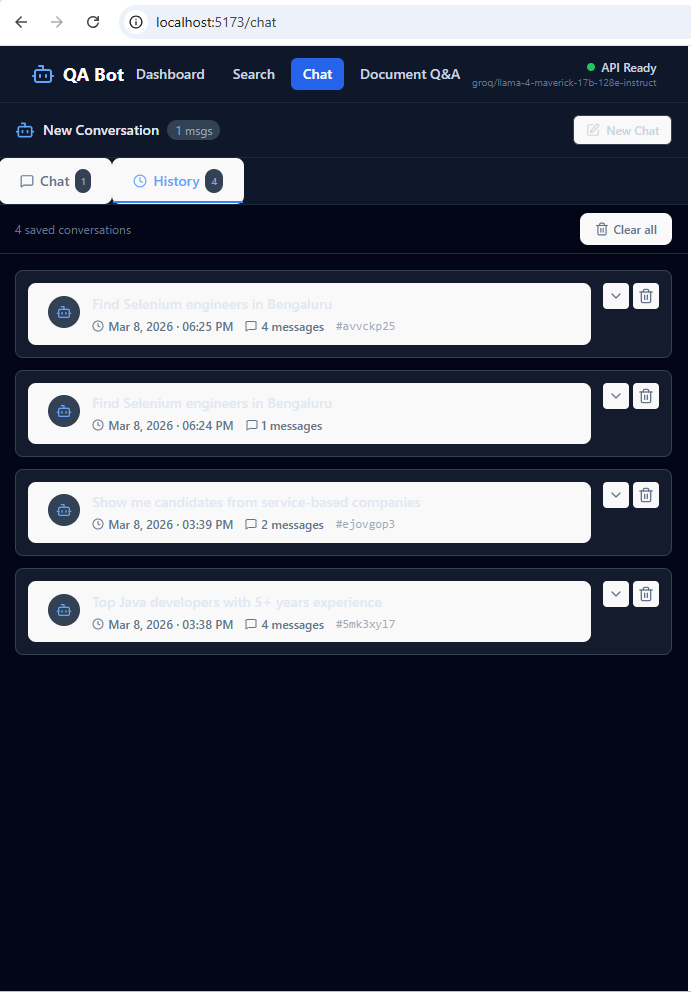 localhost:5173/chat
QA Bot Dashboard Search Chat Document Q&A API Ready
groq/llama-4-maverick-17b-128e-instruct
New Conversation 1 msgs New Chat
Chat 1 History 4
4 saved conversations Clear all
Find Selenium engineers in Bengaluru
Mar 8, 2026 · 06:25 PM 4 messages #avvckp25
Find Selenium engineers in Bengaluru
Mar 8, 2026 · 06:24 PM 1 messages
Show me candidates from service-based companies
Mar 8, 2026 · 03:39 PM 2 messages #ejovgop3
Top Java developers with 5+ years experience
Mar 8, 2026 · 03:38 PM 4 messages #5mk3xyl7